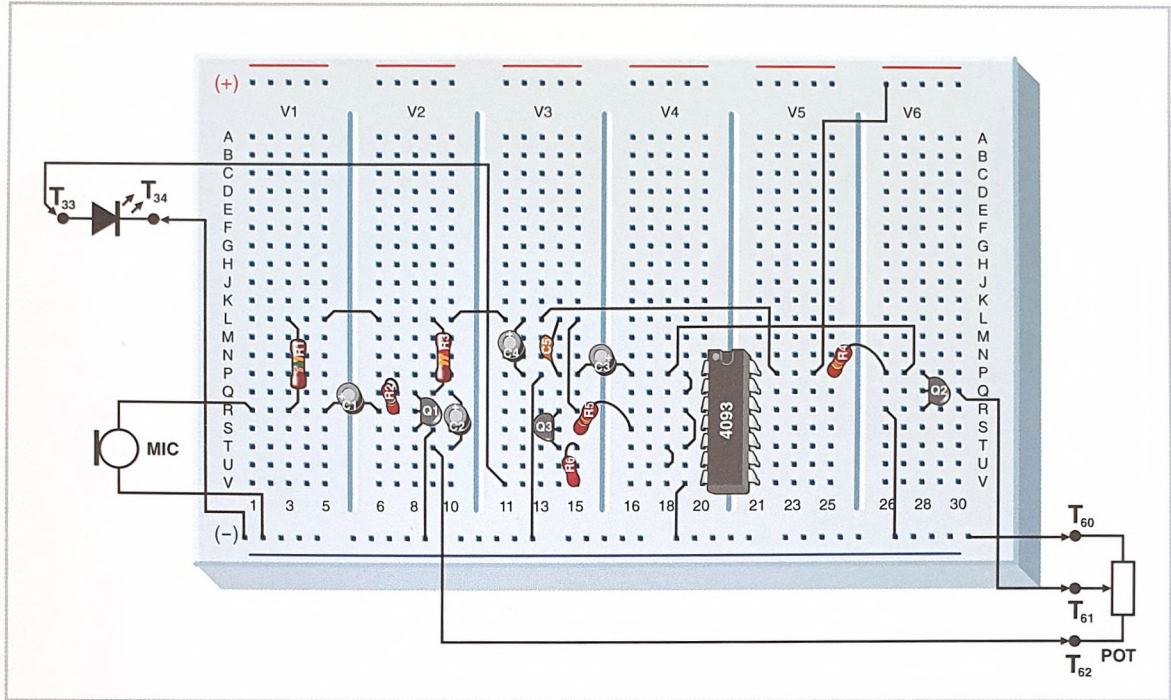 (+)
V1 V2 V3 V4 V5 V6
A A
B B
C C
D D
E E
F F
G G
H H
J J
K K
L L
M M
N N
P P
Q Q
R R
S S
T T
U U
V V
1 3 5 6 8 10 11 13 15 16 18 20 21 23 25 26 28 30
(−)
T33
T34
MIC
R1
C1
R2
R3
Q1
C2
C4
C5
C3
Q3
R5
R6
4093
R4
Q2
T60
T61
T62
POT